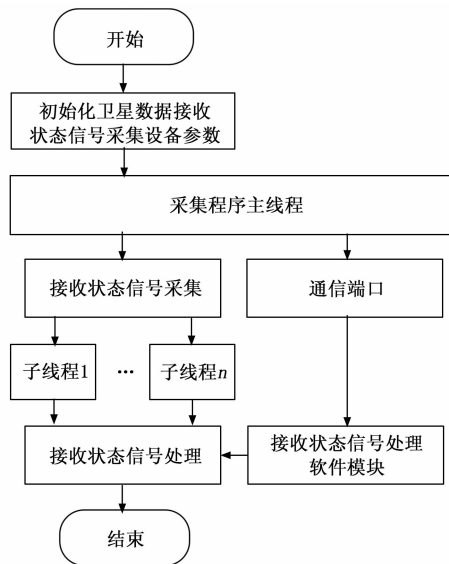 开始
初始化卫星数据接收
状态信号采集设备参数
采集程序主线程
接收状态信号采集
通信端口
子线程1
···
子线程n
接收状态信号处理
接收状态信号处理
软件模块
结束